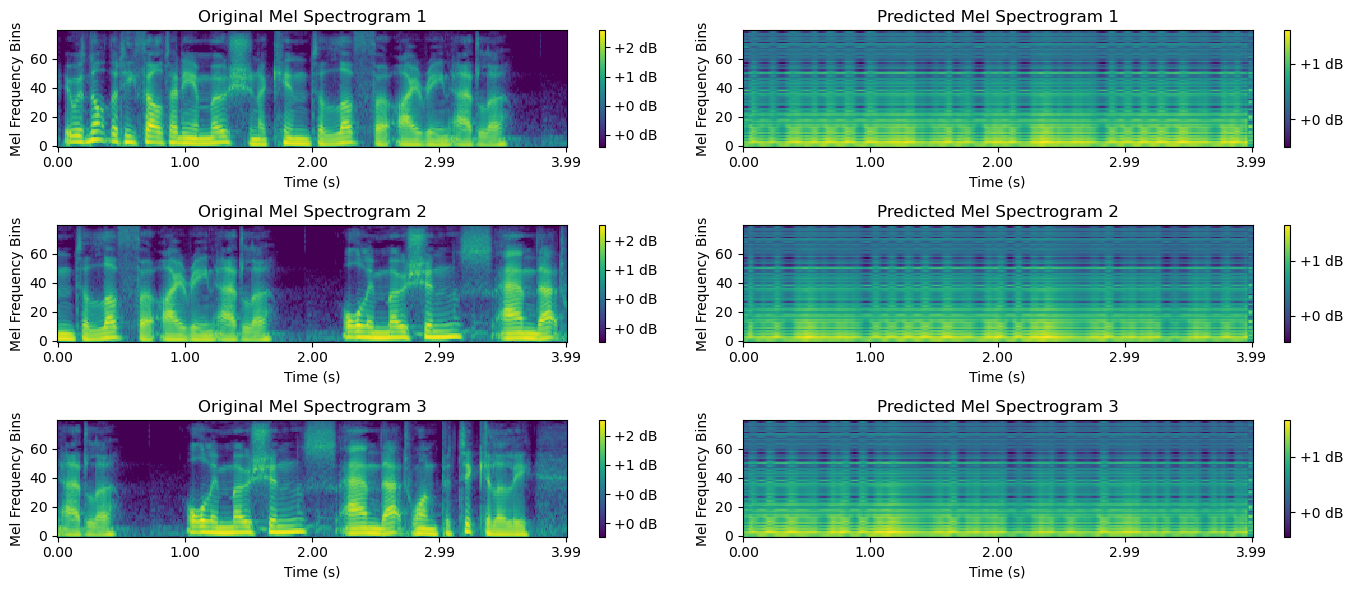 Original Mel Spectrogram 1
Mel Frequency Bins
60
40
20
0
0.00 1.00 2.00 2.99 3.99
Time (s)
+2 dB
+1 dB
+0 dB
+0 dB
Predicted Mel Spectrogram 1
Mel Frequency Bins
60
40
20
0
0.00 1.00 2.00 2.99 3.99
Time (s)
+1 dB
+0 dB
Original Mel Spectrogram 2
Mel Frequency Bins
60
40
20
0
0.00 1.00 2.00 2.99 3.99
Time (s)
+2 dB
+1 dB
+0 dB
+0 dB
Predicted Mel Spectrogram 2
Mel Frequency Bins
60
40
20
0
0.00 1.00 2.00 2.99 3.99
Time (s)
+1 dB
+0 dB
Original Mel Spectrogram 3
Mel Frequency Bins
60
40
20
0
0.00 1.00 2.00 2.99 3.99
Time (s)
+2 dB
+1 dB
+0 dB
+0 dB
Predicted Mel Spectrogram 3
Mel Frequency Bins
60
40
20
0
0.00 1.00 2.00 2.99 3.99
Time (s)
+1 dB
+0 dB